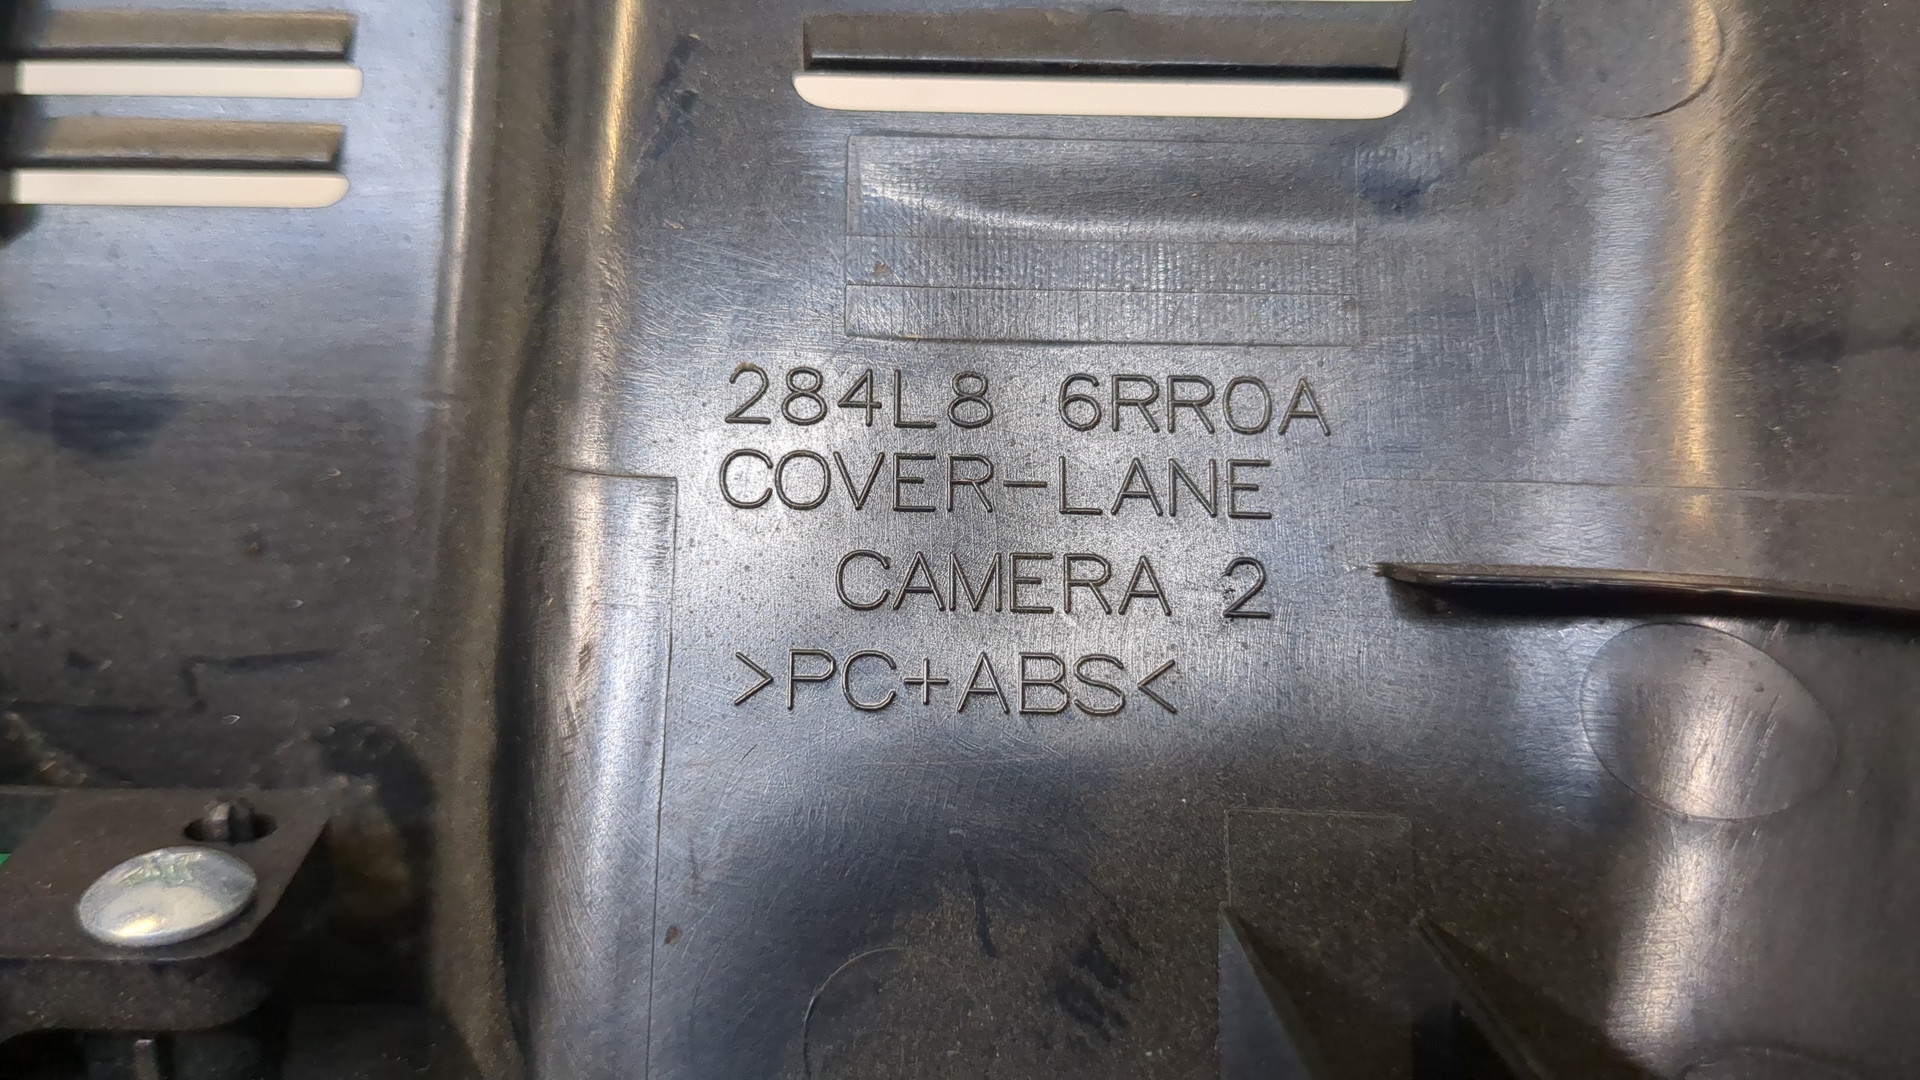 284L8 6RR0A
COVER-LANE
CAMERA 2
>PC+ABS<